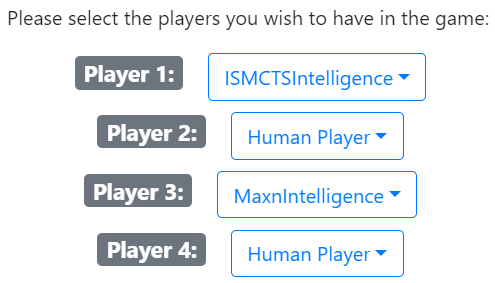 Please select the players you wish to have in the game:
Player 1: ISMCTSIntelligence
Player 2: Human Player
Player 3: MaxnIntelligence
Player 4: Human Player